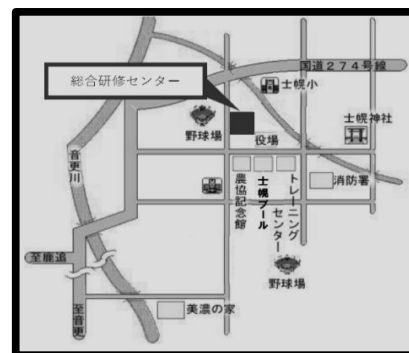 国道274号線
総合研修センター
士幌小
士幌神社
野球場
役場
音更川
農協記念館
士幌プール
トレーニングセンター
消防署
至鹿追
野球場
至音更
美濃の家